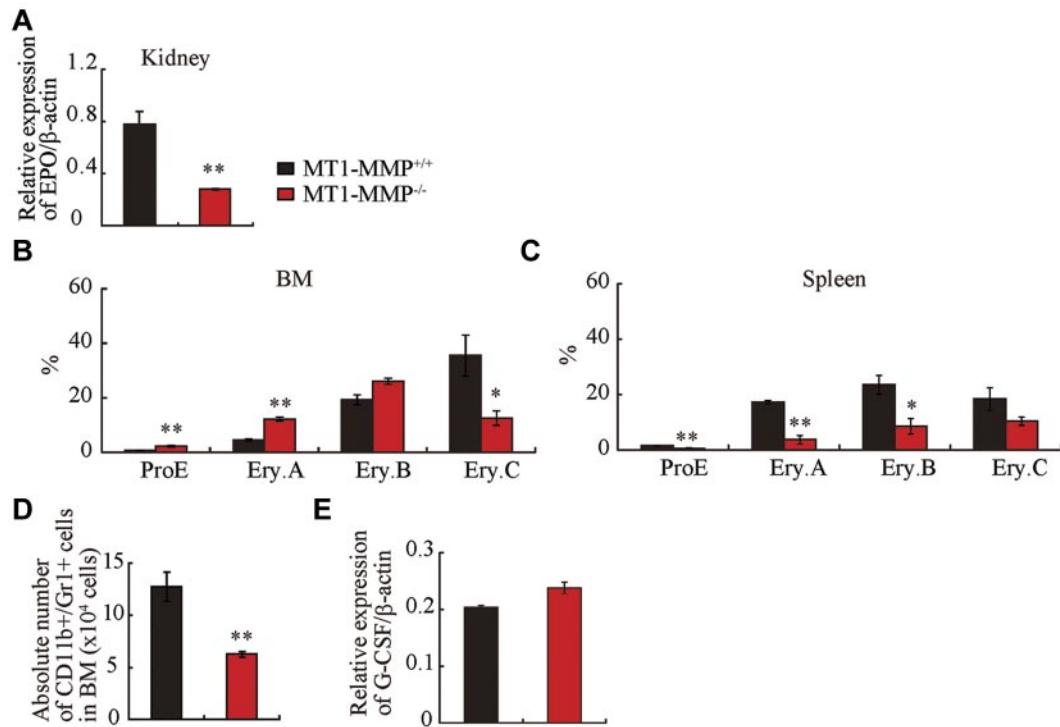 A
Kidney
Relative expression
of EPO/β-actin
1.2
0.8
0.4
0
**
MT1-MMP+/+
MT1-MMP-/-
B
BM
%
60
40
20
0
**
**
*
ProE
Ery.A
Ery.B
Ery.C
C
Spleen
%
60
40
20
0
**
**
*
ProE
Ery.A
Ery.B
Ery.C
D
Absolute number
of CD11b+/Gr1+ cells
in BM (x10⁴ cells)
15
10
5
0
**
E
Relative expression
of G-CSF/β-actin
0.3
0.2
0.1
0